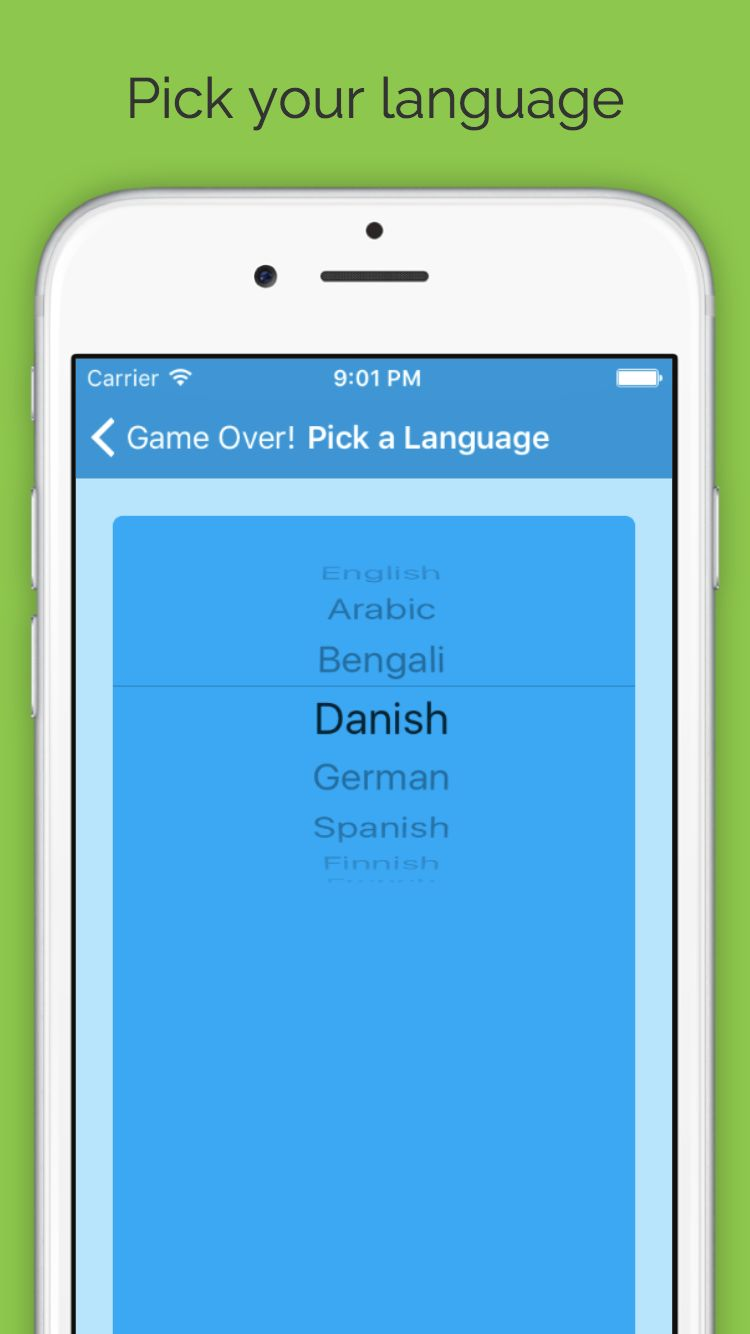 Pick your language
Carrier 9:01 PM
Game Over! Pick a Language
English
Arabic
Bengali
Danish
German
Spanish
Finnish